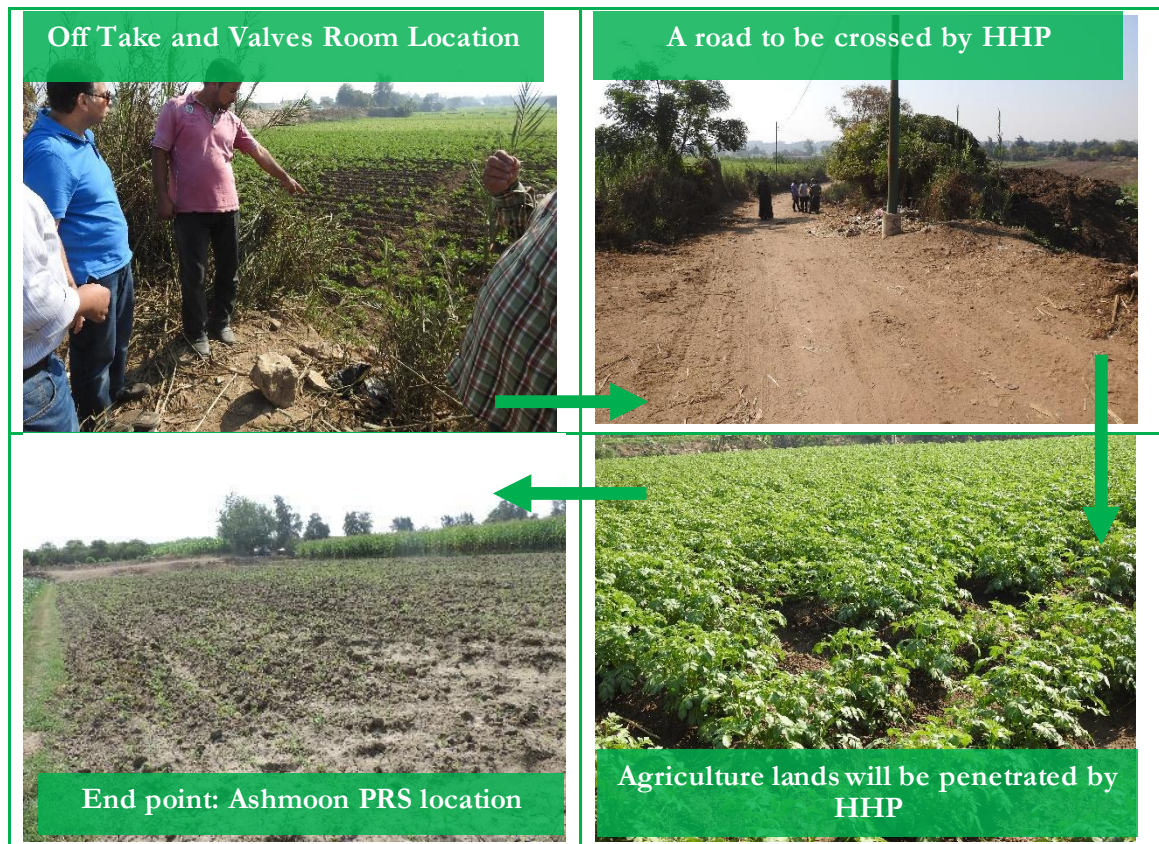 Off Take and Valves Room Location
A road to be crossed by HHP
End point: Ashmoon PRS location
Agriculture lands will be penetrated by
HHP